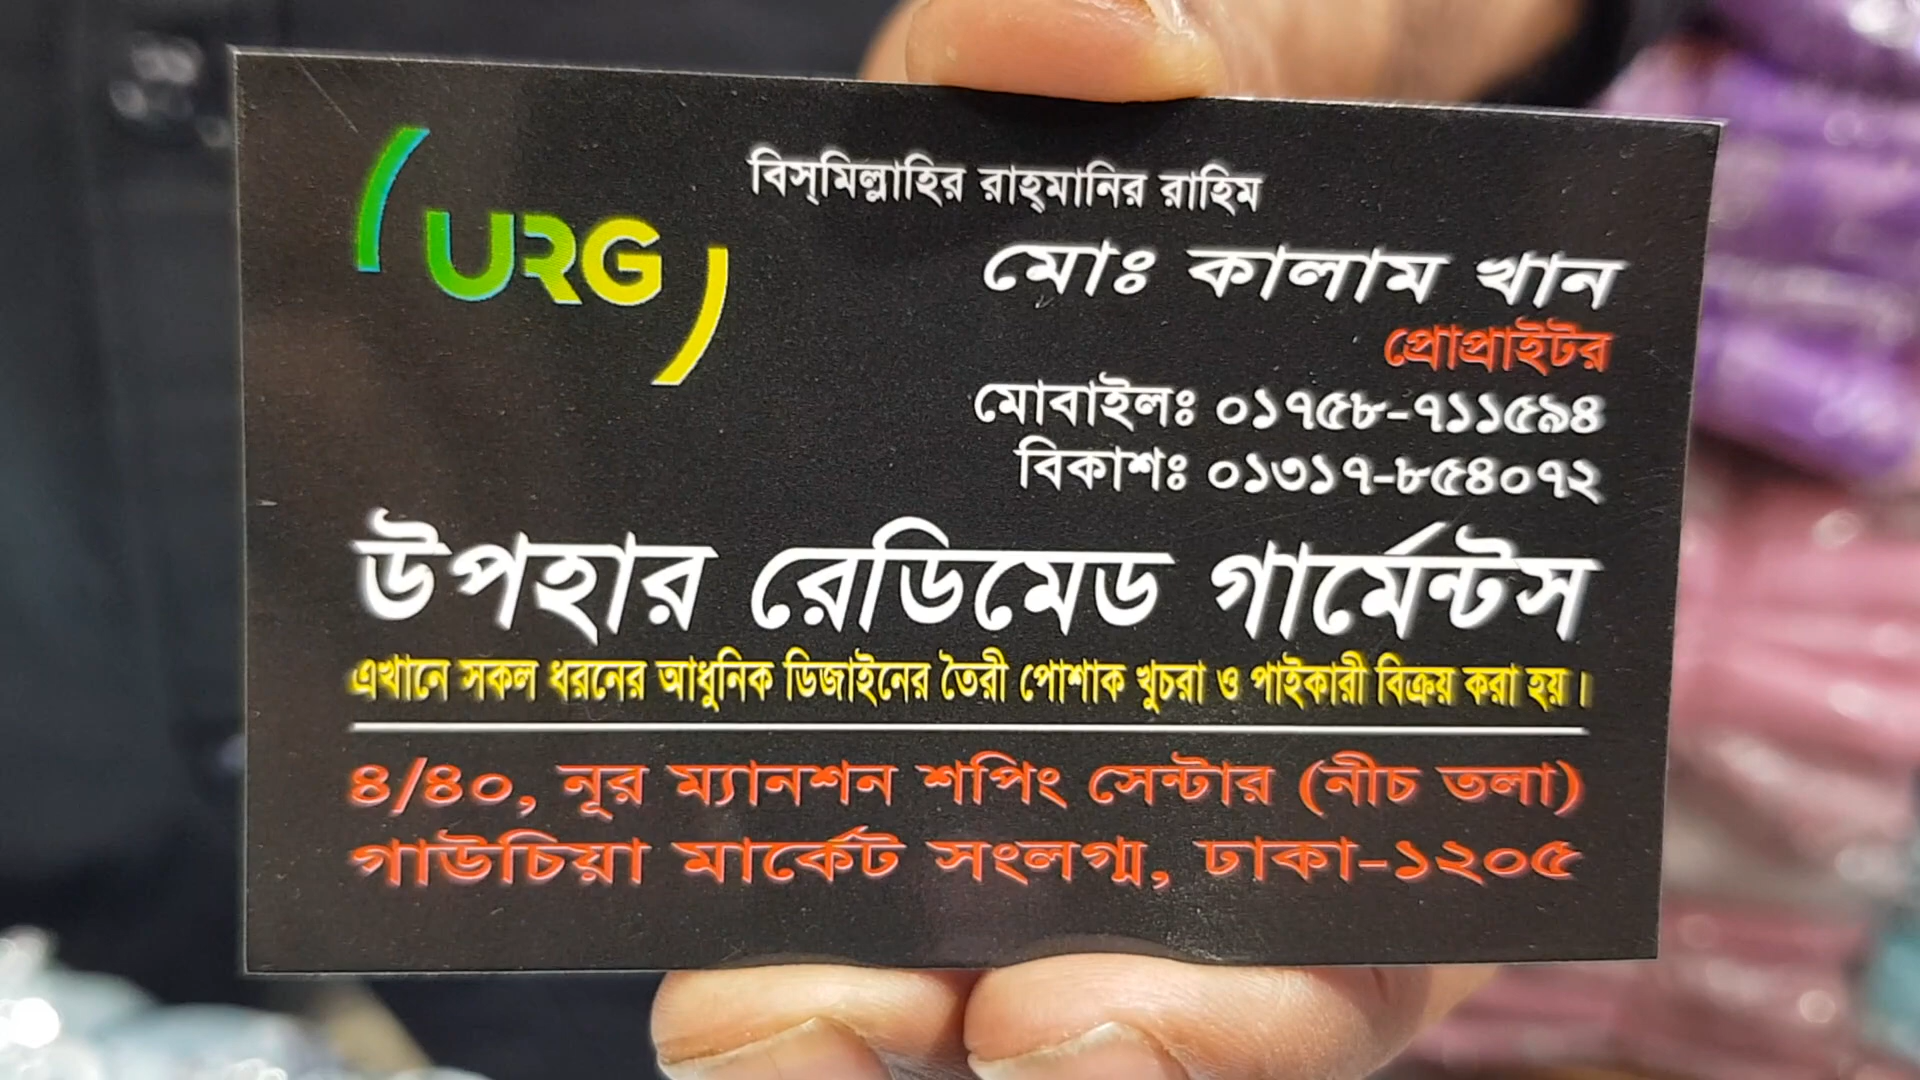 URG
বিস্‌মিল্লাহির রাহ্‌মানির রাহিম
মোঃ কালাম খান
প্রোপ্রাইটর
মোবাইলঃ ০১৭৫৮-৭১১৫৯৪
বিকাশঃ ০১৩১৭-৮৫৪০৭২
উপহার রেডিমেড গার্মেন্টস
এখানে সকল ধরনের আধুনিক ডিজাইনের তৈরী পোশাক খুচরা ও পাইকারী বিক্রয় করা হয়।
৪/৪০, নূর ম্যানশন শপিং সেন্টার (নীচ তলা)
গাউচিয়া মার্কেট সংলগ্ম, ঢাকা-১২০৫